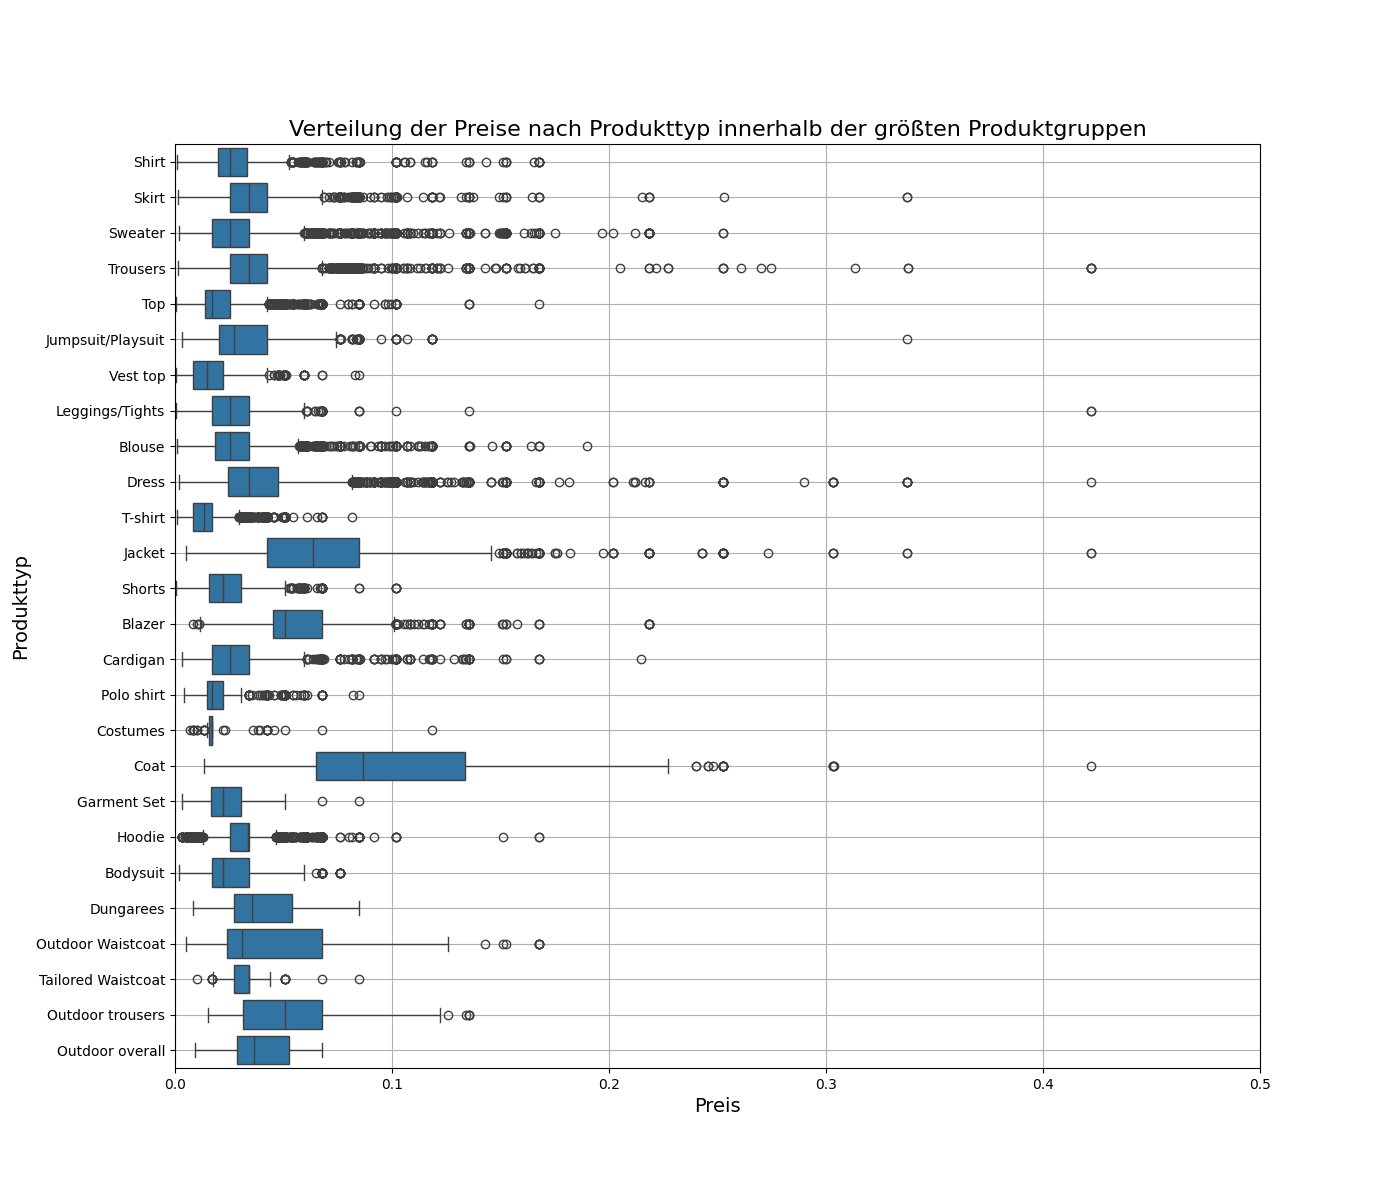 Verteilung der Preise nach Produkttyp innerhalb der größten Produktgruppen
Shirt
Skirt
Sweater
Trousers
Top
Jumpsuit/Playsuit
Vest top
Leggings/Tights
Blouse
Dress
T-shirt
Jacket
Shorts
Blazer
Cardigan
Polo shirt
Costumes
Coat
Garment Set
Hoodie
Bodysuit
Dungarees
Outdoor Waistcoat
Tailored Waistcoat
Outdoor trousers
Outdoor overall
Produkttyp
0.0 0.1 0.2 0.3 0.4 0.5
Preis